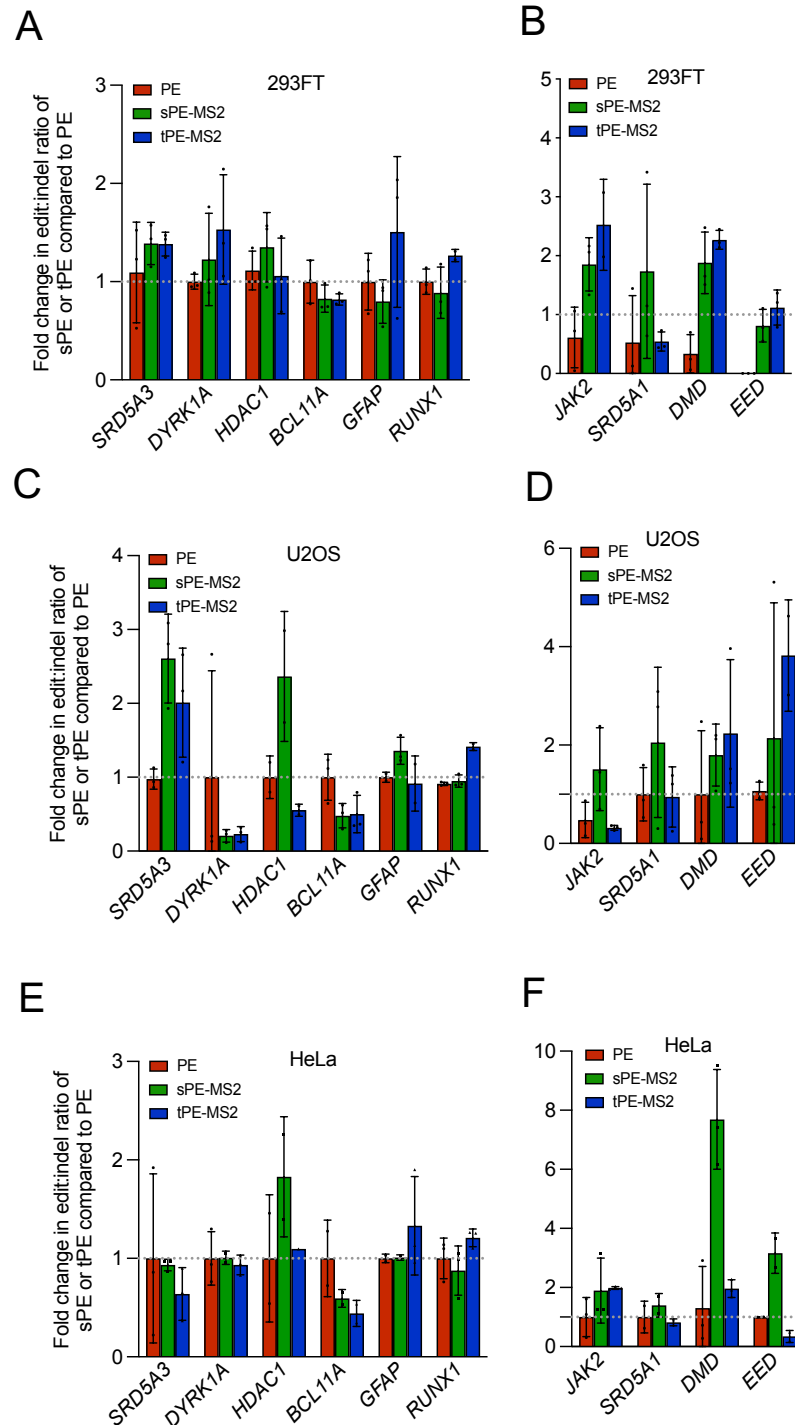 A
293FT
PE
sPE-MS2
tPE-MS2
Fold change in edit:indel ratio of
sPE or tPE compared to PE
3
2
1
0
SRD5A3
DYRK1A
HDAC1
BCL11A
GFAP
RUNX1
B
293FT
PE
sPE-MS2
tPE-MS2
5
4
3
2
1
0
JAK2
SRD5A1
DMD
EED
C
U2OS
PE
sPE-MS2
tPE-MS2
Fold change in edit:indel ratio of
sPE or tPE compared to PE
4
3
2
1
0
SRD5A3
DYRK1A
HDAC1
BCL11A
GFAP
RUNX1
D
U2OS
PE
sPE-MS2
tPE-MS2
6
4
2
0
JAK2
SRD5A1
DMD
EED
E
HeLa
PE
sPE-MS2
tPE-MS2
Fold change in edit:indel ratio of
sPE or tPE compared to PE
3
2
1
0
SRD5A3
DYRK1A
HDAC1
BCL11A
GFAP
RUNX1
F
HeLa
PE
sPE-MS2
tPE-MS2
10
8
6
4
2
0
JAK2
SRD5A1
DMD
EED